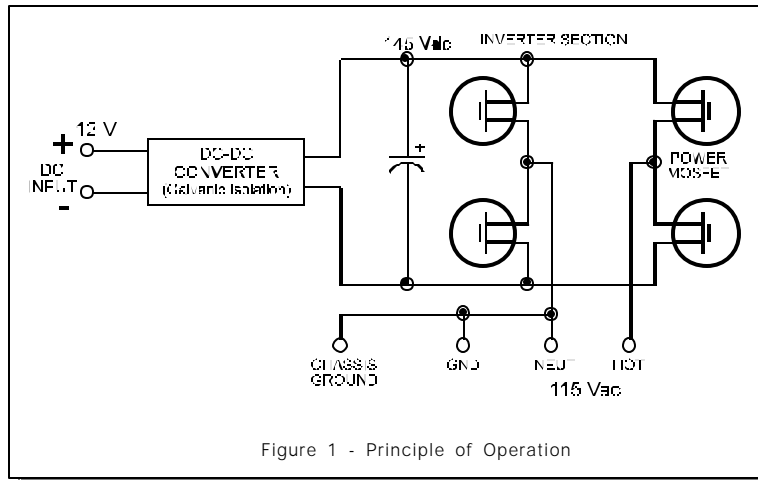 145 Vdc
INVERTER SECTION
+ 12 V
DC
INPUT
-
DC-DC
CONVERTER
(Galvanic Isolation)
+
POWER
MOSFET
CHASSIS
GROUND
GND
NEUT
HOT
115 Vac
Figure 1 - Principle of Operation